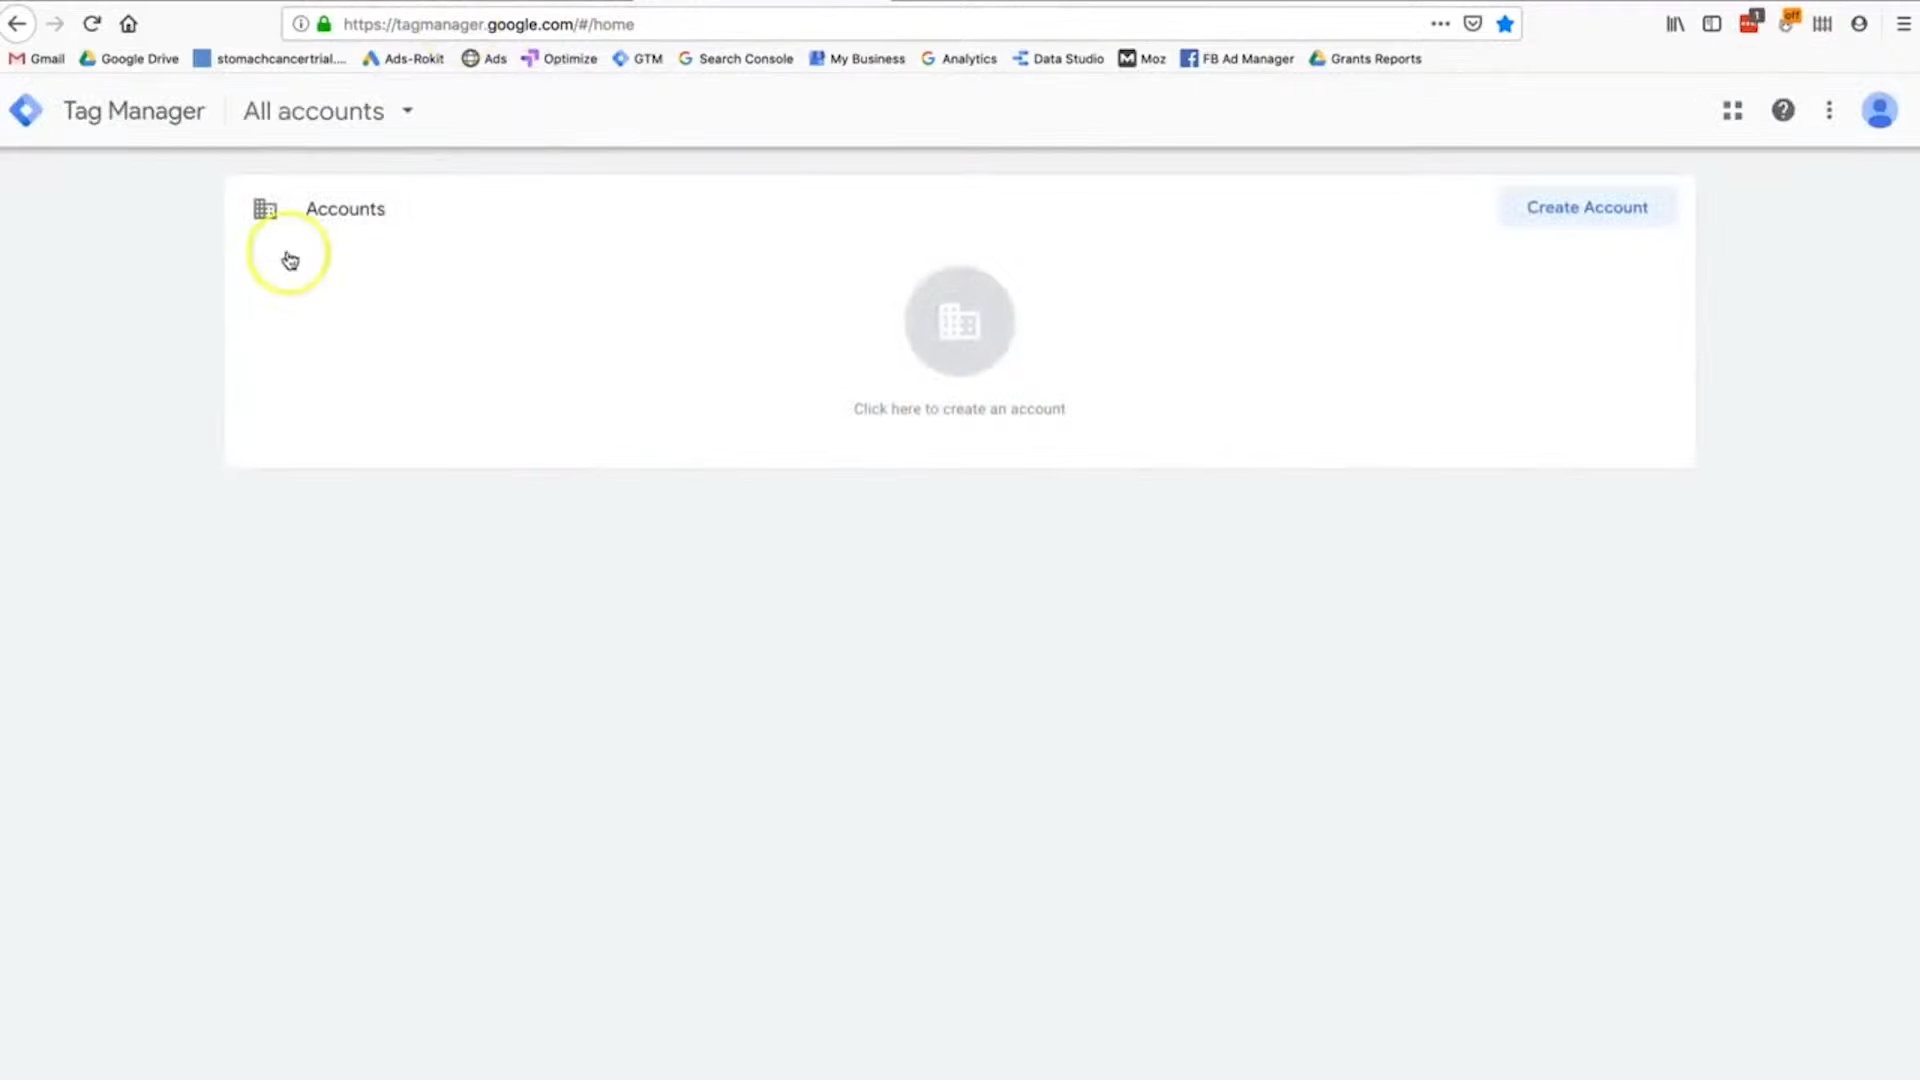 https://tagmanager.google.com/#/home
1
off
Gmail Google Drive stomachcancertrial.... Ads-Rokit Ads Optimize GTM Search Console My Business Analytics Data Studio Moz FB Ad Manager Grants Reports
Tag Manager All accounts
Accounts Create Account
Click here to create an account